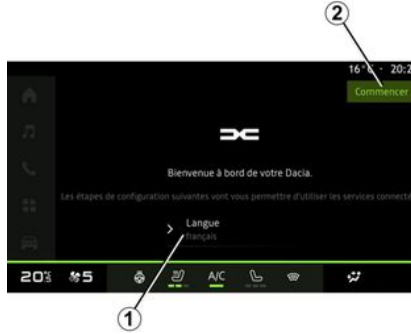 2
16°C - 20:2
Commencer
Bienvenue à bord de votre Dacia.
Les étapes de configuration suivantes vont vous permettre d'utiliser les services connecté
> Langue
français
20 5
5
A/C
1